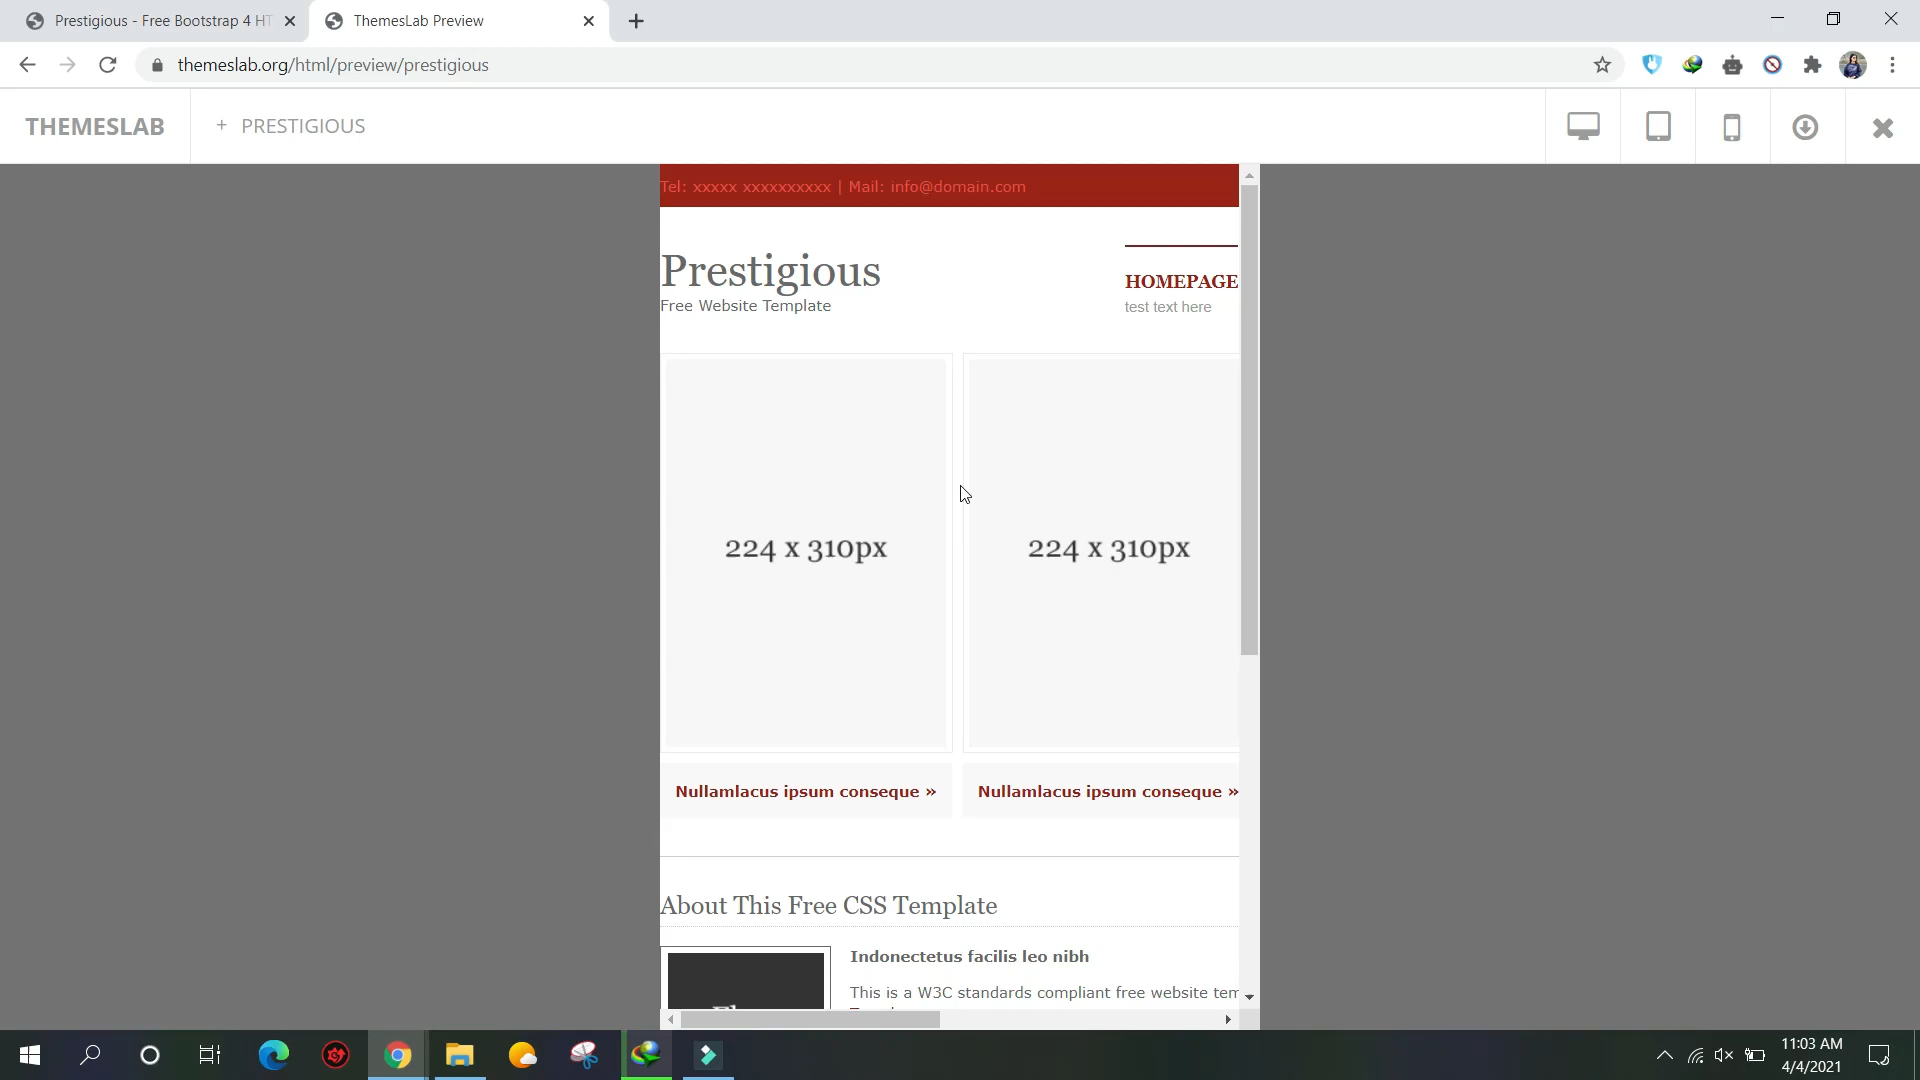 Prestigious - Free Bootstrap 4 HT
ThemesLab Preview
themeslab.org/html/preview/prestigious
THEMESLAB
+ PRESTIGIOUS
Tel: xxxxx xxxxxxxxxx | Mail: info@domain.com
Prestigious
Free Website Template
HOMEPAGE
test text here
224 x 310px
224 x 310px
Nullamlacus ipsum conseque »
Nullamlacus ipsum conseque »
About This Free CSS Template
Indonectetus facilis leo nibh
This is a W3C standards compliant free website tem
11:03 AM
4/4/2021